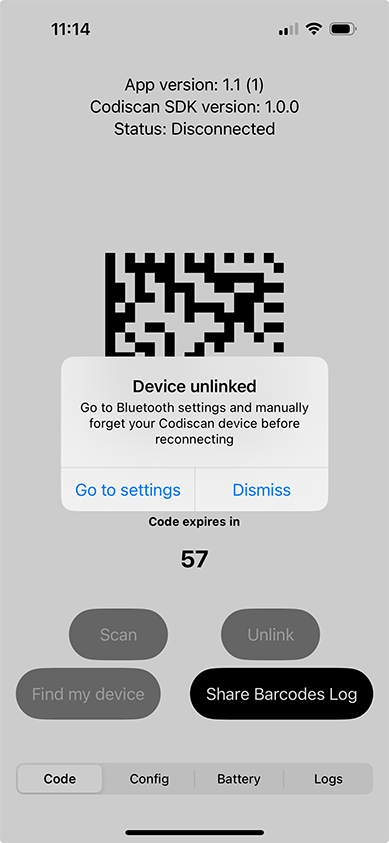 11:14
App version: 1.1 (1)
Codiscan SDK version: 1.0.0
Status: Disconnected
Device unlinked
Go to Bluetooth settings and manually
forget your Codiscan device before
reconnecting
Go to settings
Dismiss
Code expires in
57
Scan
Unlink
Find my device
Share Barcodes Log
Code
Config
Battery
Logs